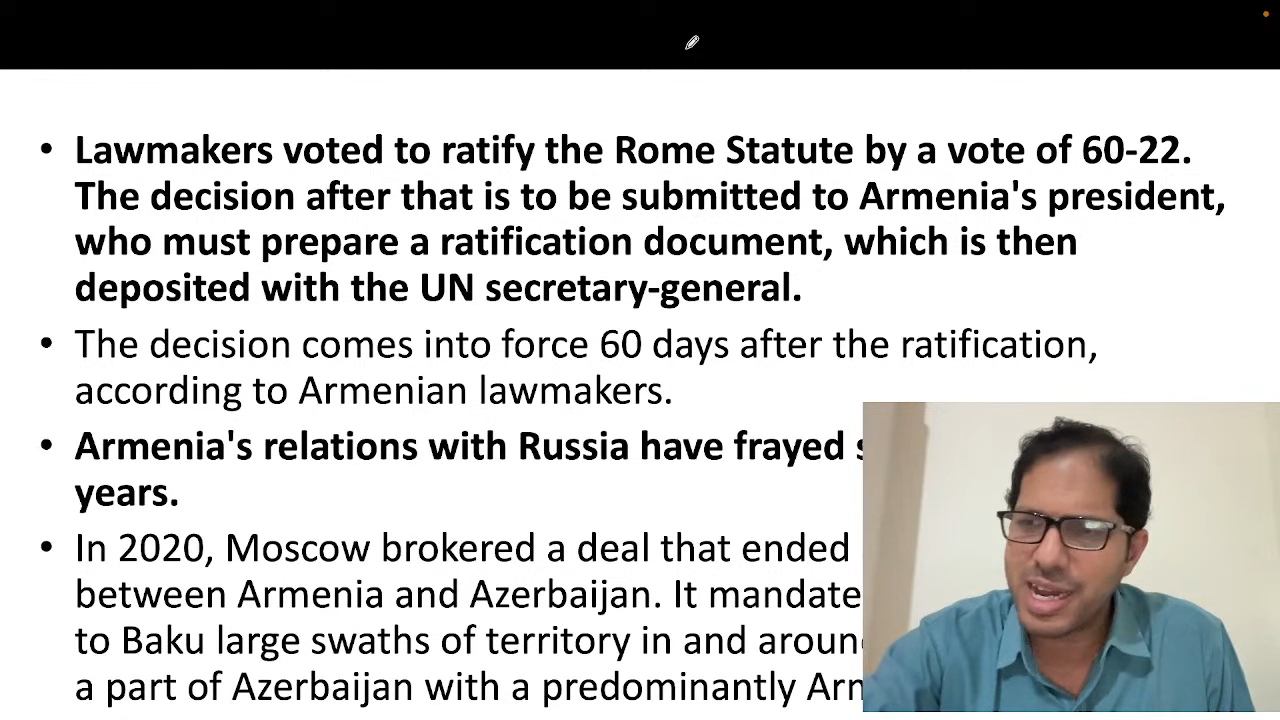 • Lawmakers voted to ratify the Rome Statute by a vote of 60-22.
The decision after that is to be submitted to Armenia's president,
who must prepare a ratification document, which is then
deposited with the UN secretary-general.
• The decision comes into force 60 days after the ratification,
according to Armenian lawmakers.
• Armenia's relations with Russia have frayed
years.
• In 2020, Moscow brokered a deal that ended
between Armenia and Azerbaijan. It
to Baku large swaths of territory in and
a part of Azerbaijan with a predominantly